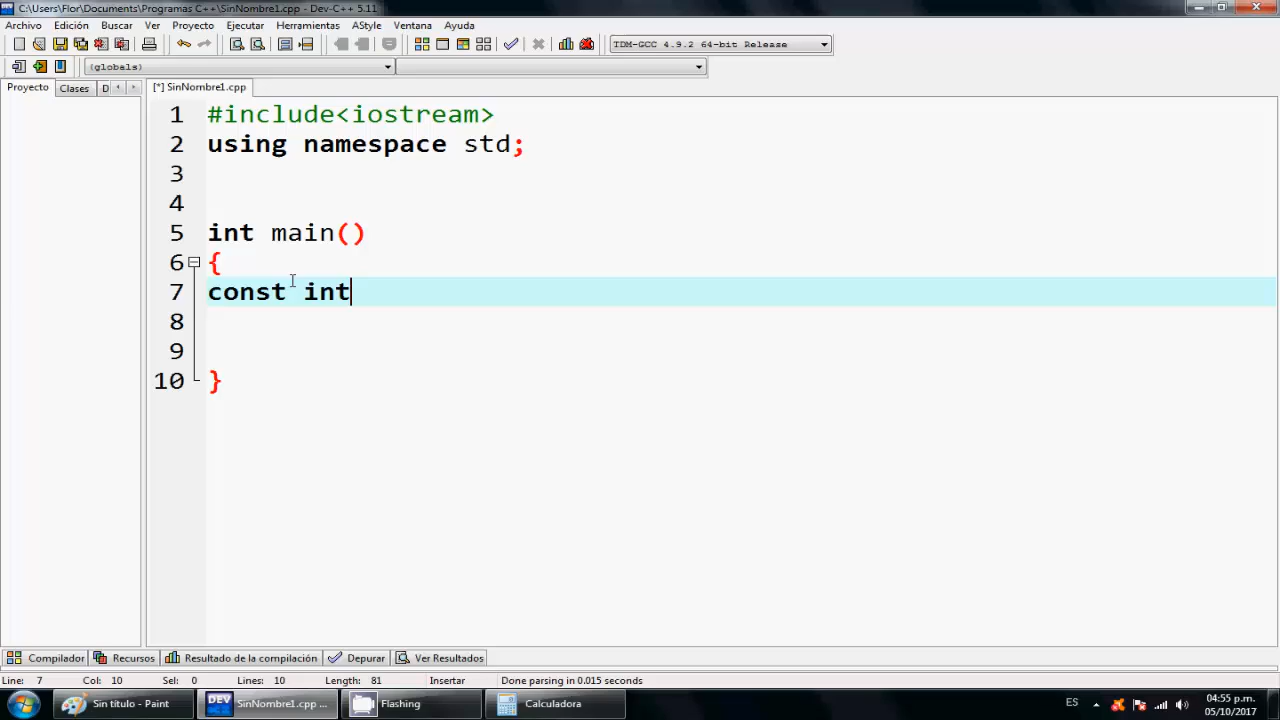 C:\Users\Flor\Documents\Programas C++\SinNombre1.cpp - Dev-C++ 5.11
Archivo Edición Buscar Ver Proyecto Ejecutar Herramientas AStyle Ventana Ayuda
TDM-GCC 4.9.2 64-bit Release
(globals)
Proyecto Clases D [*] SinNombre1.cpp
1 #include<iostream>
2 using namespace std;
3
4
5 int main()
6 {
7 const int
8
9
10 }
Compilador Recursos Resultado de la compilación Depurar Ver Resultados
Line: 7 Col: 10 Sel: 0 Lines: 10 Length: 81 Insertar Done parsing in 0.015 seconds
Sin título - Paint DEV SinNombre1.cpp ... Flashing Calculadora ES 04:55 p.m.
05/10/2017